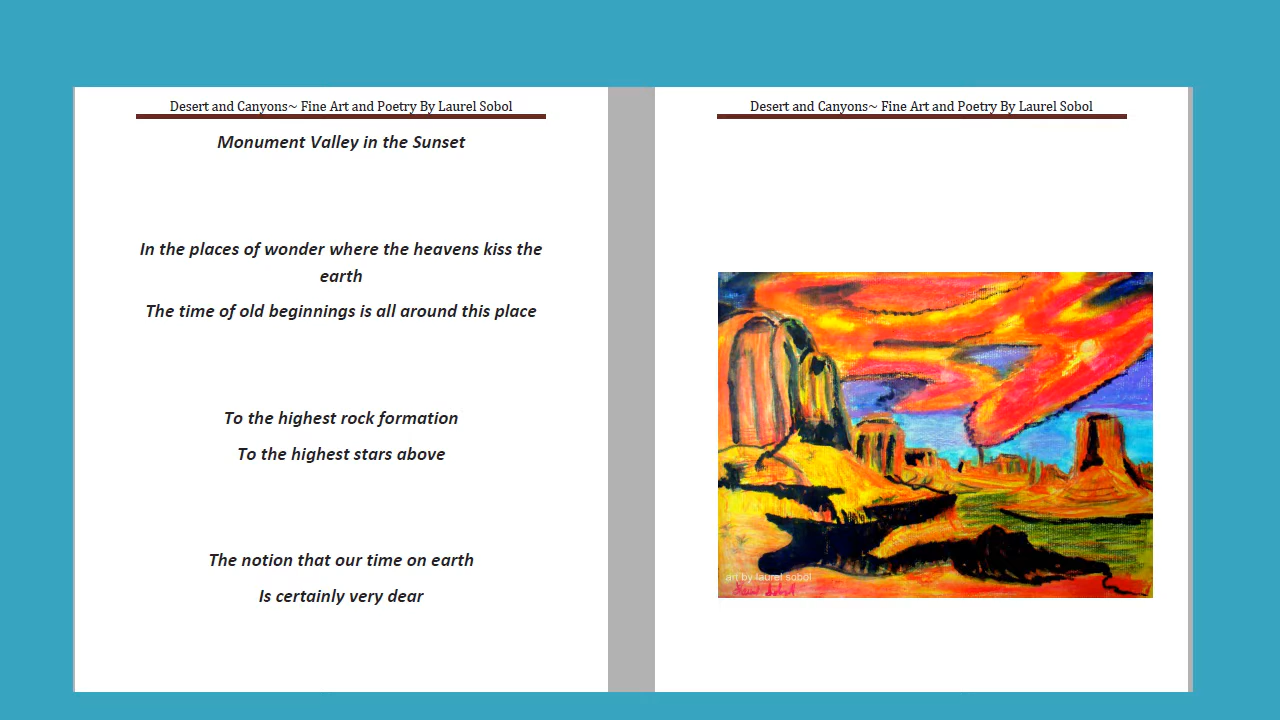 Desert and Canyons~ Fine Art and Poetry By Laurel Sobol
Monument Valley in the Sunset
In the places of wonder where the heavens kiss the
earth
The time of old beginnings is all around this place
To the highest rock formation
To the highest stars above
The notion that our time on earth
Is certainly very dear
Desert and Canyons~ Fine Art and Poetry By Laurel Sobol
art by laurel sobol
Laurel Sobol